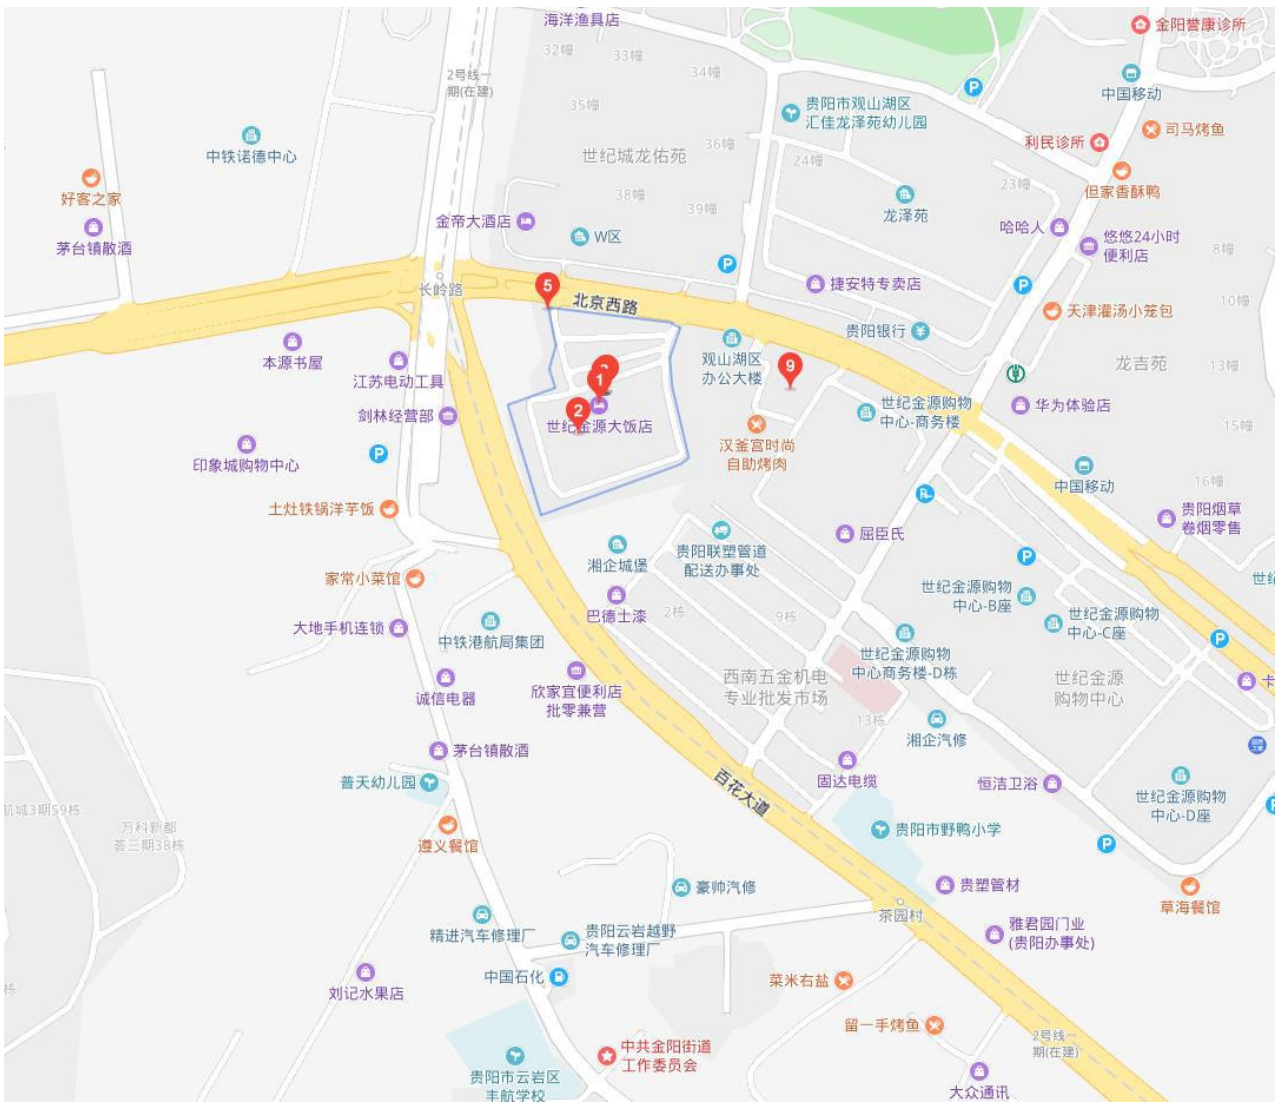 海洋渔具店
32幢
33幢
金阳誉康诊所
34幢
2号线一
期(在建)
中国移动
35幢
贵阳市观山湖区
汇佳龙泽苑幼儿园
司马烤鱼
中铁诺德中心
世纪城龙佑苑
36幢
利民诊所
24幢
好客之家
38幢
23幢
但家香酥鸭
39幢
龙泽苑
金帝大酒店
W区
哈哈人
悠悠24小时
便利店
茅台镇散酒
8幢
长岭路
5
北京西路
捷安特专卖店
天津灌汤小笼包
10幢
贵阳银行
本源书屋
观山湖区
办公大楼
9
龙吉苑
13幢
江苏电动工具
1
2
世纪金源大饭店
剑林经营部
世纪金源购物
中心-商务楼
华为体验店
15幢
汉釜宫时尚
自助烤肉
印象城购物中心
中国移动
16幢
土灶铁锅洋芋饭
贵阳烟草
卷烟零售
屈臣氏
湘企城堡
贵阳联塑管道
配送办事处
家常小菜馆
世纪金源购物
中心-B座
世纪
巴德士漆
2栋
9栋
世纪金源购物
中心-C座
大地手机连锁
中铁港航局集团
世纪金源购物
中心商务楼-D栋
诚信电器
欣家宜便利店
批零兼营
西南五金机电
专业批发市场
世纪金源
购物中心
卡
13栋
湘企汽修
茅台镇散酒
普天幼儿园
百花大道
固达电缆
恒洁卫浴
世纪金源购物
中心-D座
航城3期59栋
万科新都
荟三期38栋
遵义餐馆
贵阳市野鸭小学
豪帅汽修
贵塑管材
草海餐馆
茶园村
精进汽车修理厂
贵阳云岩越野
汽车修理厂
雅君园门业
(贵阳办事处)
中国石化
菜米右盐
栋
刘记水果店
留一手烤鱼
2号线一
期(在建)
中共金阳街道
工作委员会
贵阳市云岩区
丰航学校
大众通讯